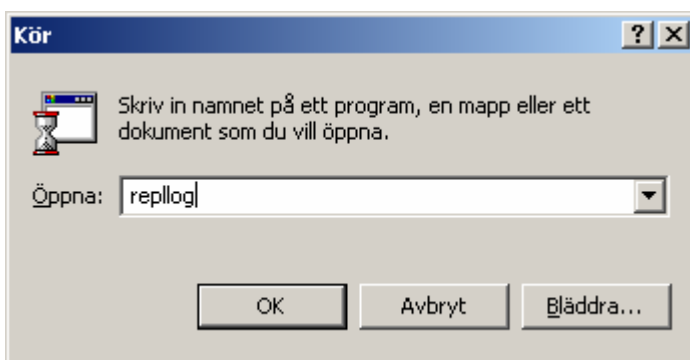 Kör
Skriv in namnet på ett program, en mapp eller ett
dokument som du vill öppna.
Öppna: repllog
OK Avbryt Bläddra...